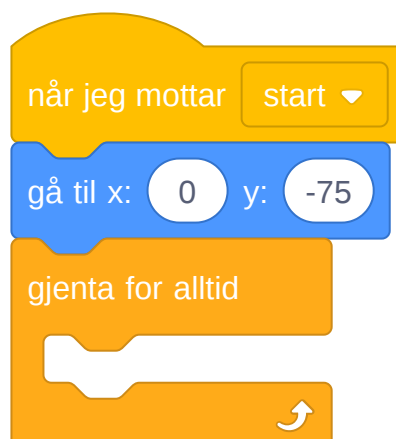 når jeg mottar start
gå til x: 0 y: -75
gjenta for alltid